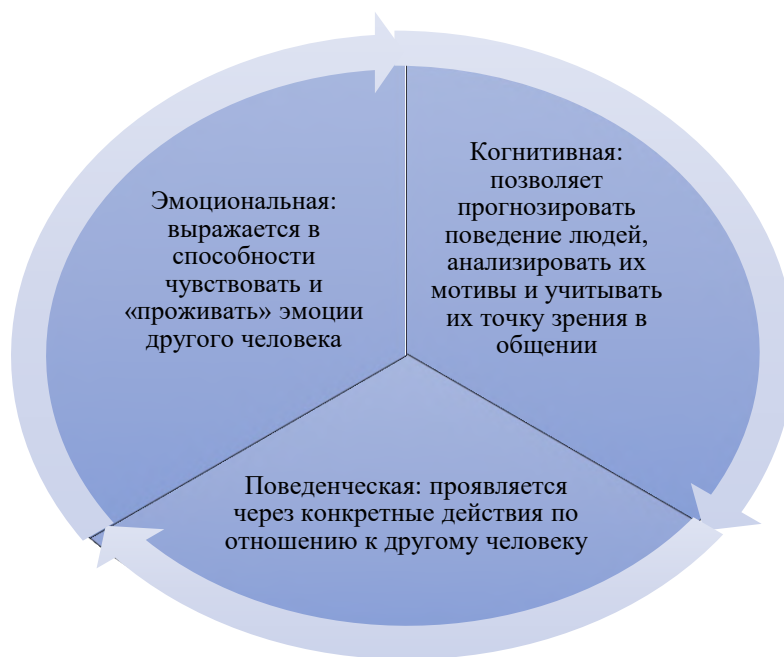 Эмоциональная:
выражается в
способности
чувствовать и
«проживать» эмоции
другого человека
Когнитивная:
позволяет
прогнозировать
поведение людей,
анализировать их
мотивы и учитывать
их точку зрения в
общении
Поведенческая: проявляется
через конкретные действия по
отношению к другому человеку